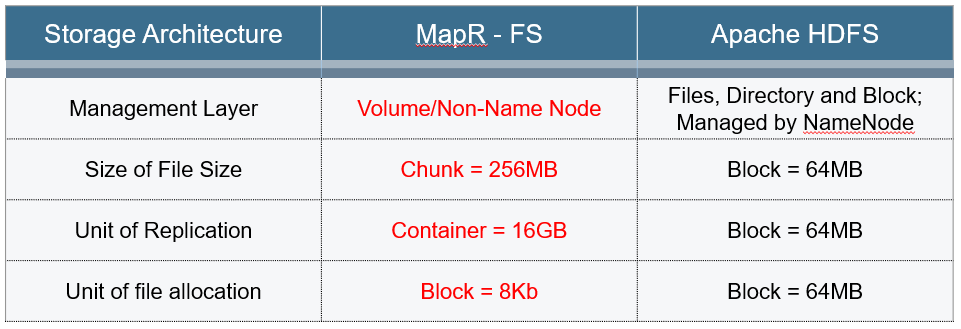 Storage Architecture MapR - FS Apache HDFS
Management Layer Volume/Non-Name Node Files, Directory and Block;
Managed by NameNode
Size of File Size Chunk = 256MB Block = 64MB
Unit of Replication Container = 16GB Block = 64MB
Unit of file allocation Block = 8Kb Block = 64MB